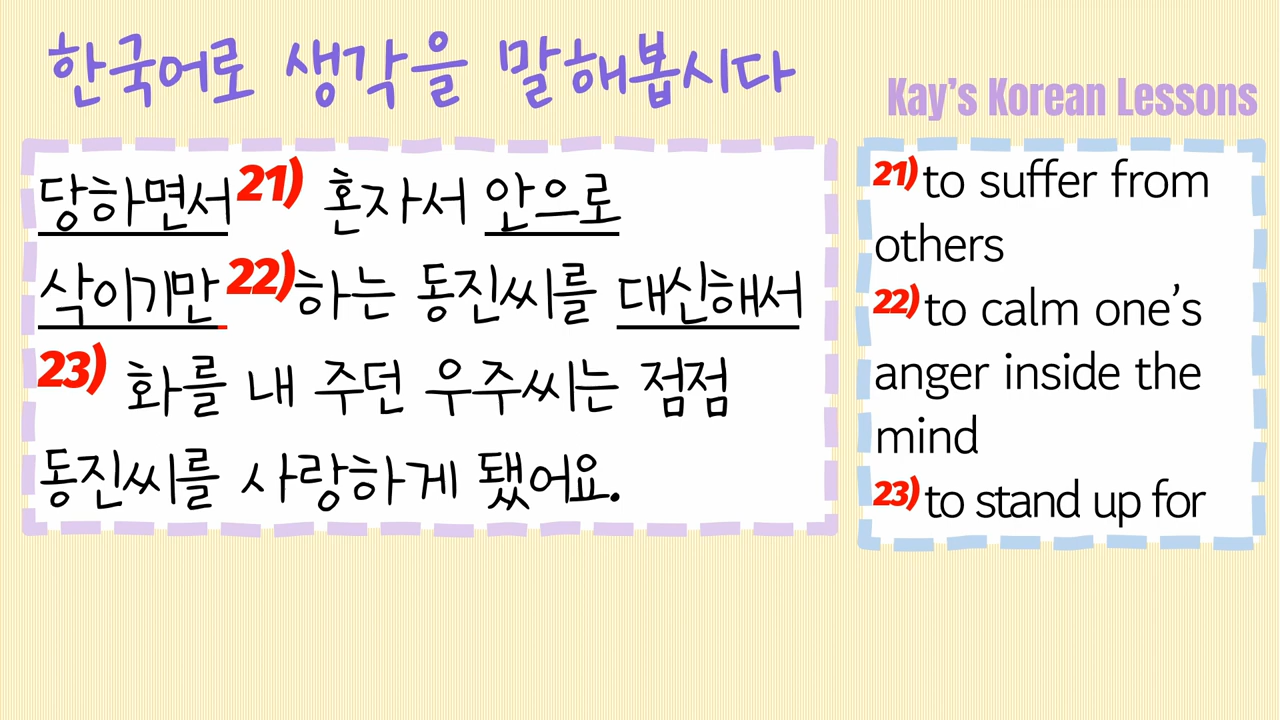 한국어로 생각을 말해봅시다
Kay's Korean Lessons
당하면서21) 혼자서 안으로
삭이기만22)하는 동진씨를 대신해서
23) 화를 내 주던 우주씨는 점점
동진씨를 사랑하게 됐어요.
21)to suffer from
others
22)to calm one's
anger inside the
mind
23)to stand up for